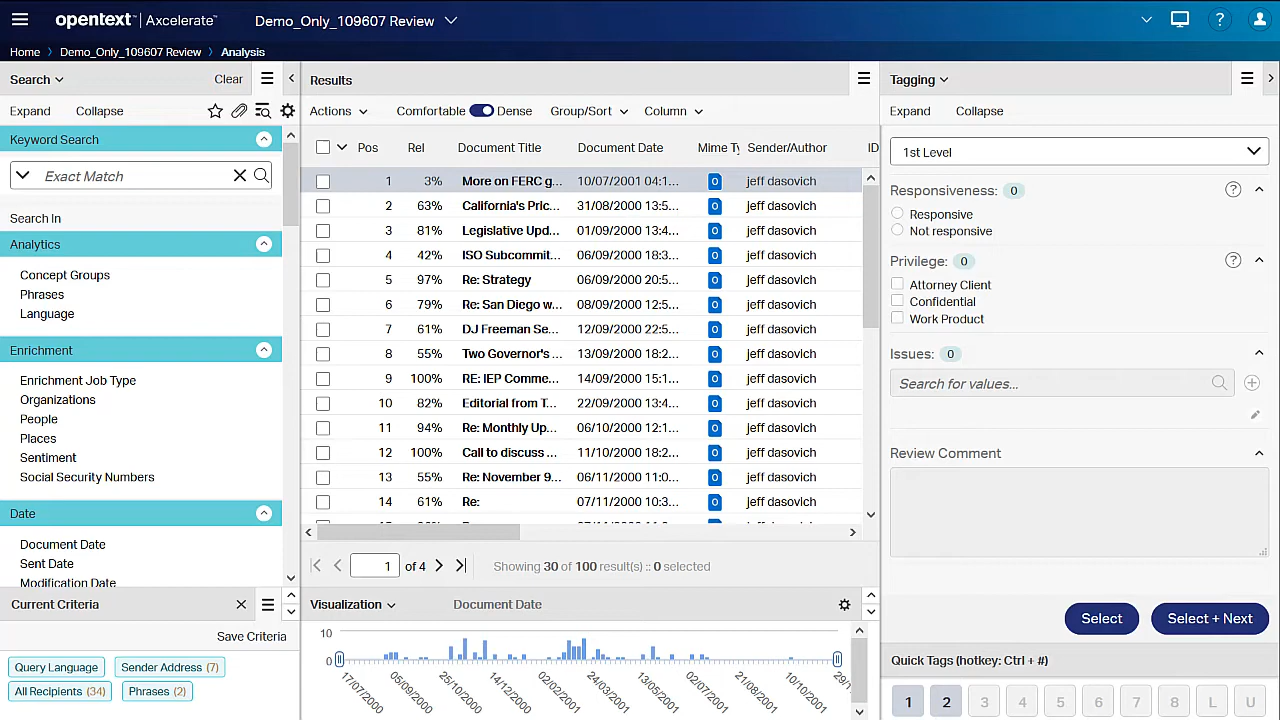 opentext™ | Axcelerate™ Demo_Only_109607 Review
Home > Demo_Only_109607 Review > Analysis
Search Clear
Expand Collapse
Keyword Search
Exact Match
Search In
Analytics
Concept Groups
Phrases
Language
Enrichment
Enrichment Job Type
Organizations
People
Places
Sentiment
Social Security Numbers
Date
Document Date
Sent Date
Modification Date
Current Criteria
Save Criteria
Query Language Sender Address (7)
All Recipients (34) Phrases (2)
Results
Actions Comfortable Dense Group/Sort Column
Pos Rel Document Title Document Date Mime Ty Sender/Author ID
1 3% More on FERC g... 10/07/2001 04:1... O jeff dasovich
2 63% California's Pric... 31/08/2000 13:5... O jeff dasovich
3 81% Legislative Upd... 01/09/2000 13:4... O jeff dasovich
4 42% ISO Subcommit... 06/09/2000 18:3... O jeff dasovich
5 97% Re: Strategy 06/09/2000 20:5... O jeff dasovich
6 79% Re: San Diego w... 08/09/2000 12:5... O jeff dasovich
7 61% DJ Freeman Se... 12/09/2000 22:5... O jeff dasovich
8 55% Two Governor's ... 13/09/2000 18:2... O jeff dasovich
9 100% RE: IEP Comme... 14/09/2000 15:1... O jeff dasovich
10 82% Editorial from T... 22/09/2000 13:4... O jeff dasovich
11 94% Re: Monthly Up... 06/10/2000 12:1... O jeff dasovich
12 100% Call to discuss ... 11/10/2000 18:2... O jeff dasovich
13 55% Re: November 9... 06/11/2000 11:0... O jeff dasovich
14 61% Re: 07/11/2000 10:3... O jeff dasovich
1 of 4 Showing 30 of 100 result(s) :: 0 selected
Visualization Document Date
10
0
17/07/2000 05/09/2000 25/10/2000 14/12/2000 02/02/2001 24/03/2001 13/05/2001 02/07/2001 21/08/2001 10/10/2001 29/1
Tagging
Expand Collapse
1st Level
Responsiveness: 0 ?
Responsive
Not responsive
Privilege: 0 ?
Attorney Client
Confidential
Work Product
Issues: 0
Search for values...
Review Comment
Select Select + Next
Quick Tags (hotkey: Ctrl + #)
1 2 3 4 5 6 7 8 L U